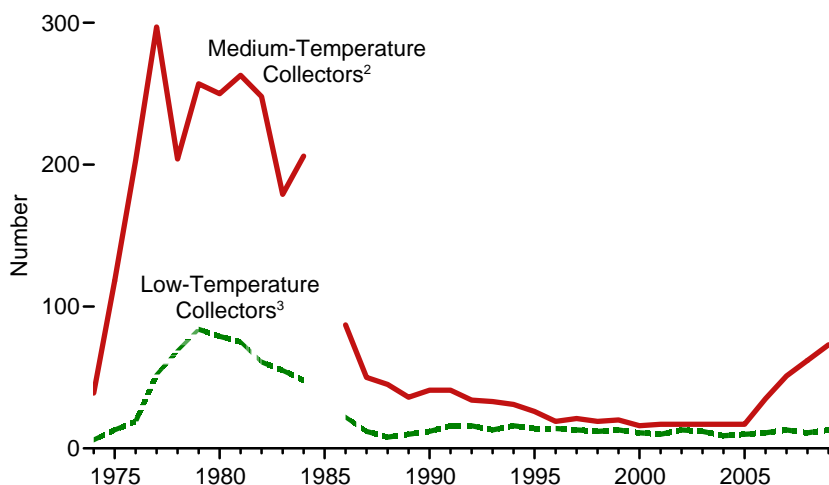 300
Medium-Temperature
Collectors²
200
Number
Low-Temperature
Collectors³
100
0
1975 1980 1985 1990 1995 2000 2005